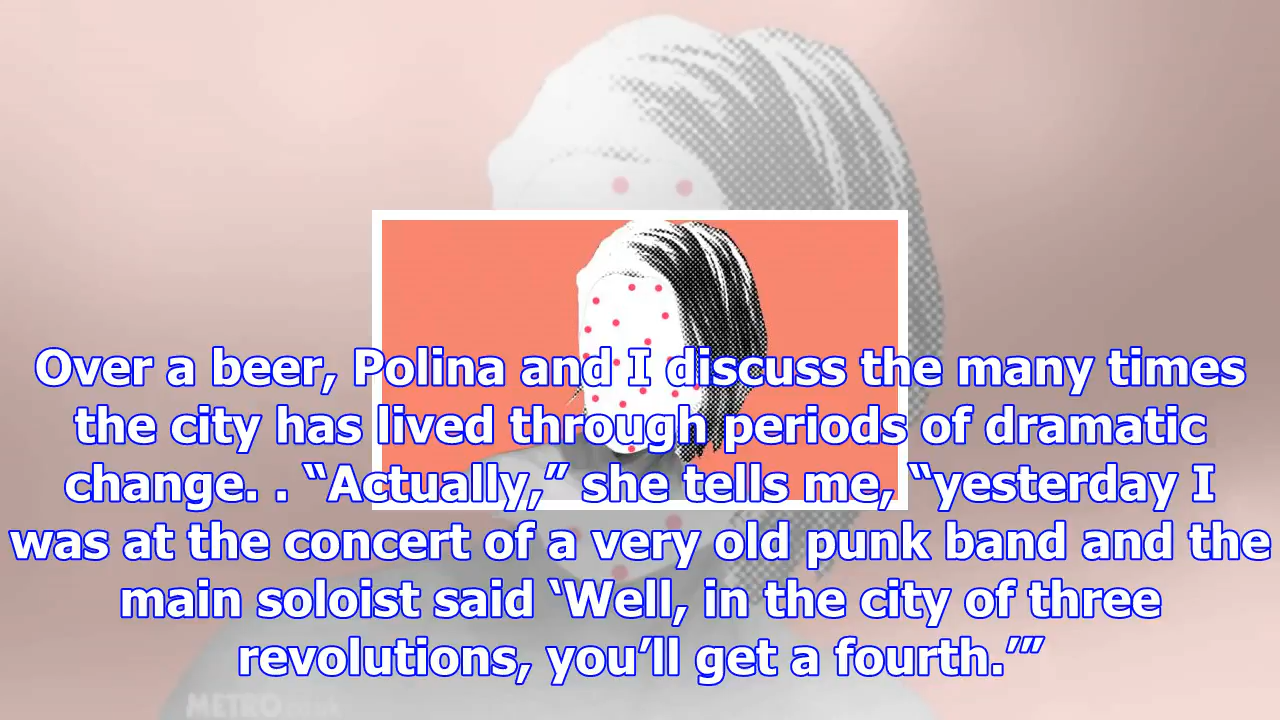 Over a beer, Polina and I discuss the many times
the city has lived through periods of dramatic
change. . “Actually,” she tells me, “yesterday I
was at the concert of a very old punk band and the
main soloist said ‘Well, in the city of three
revolutions, you’ll get a fourth.’”
METRO.co.uk